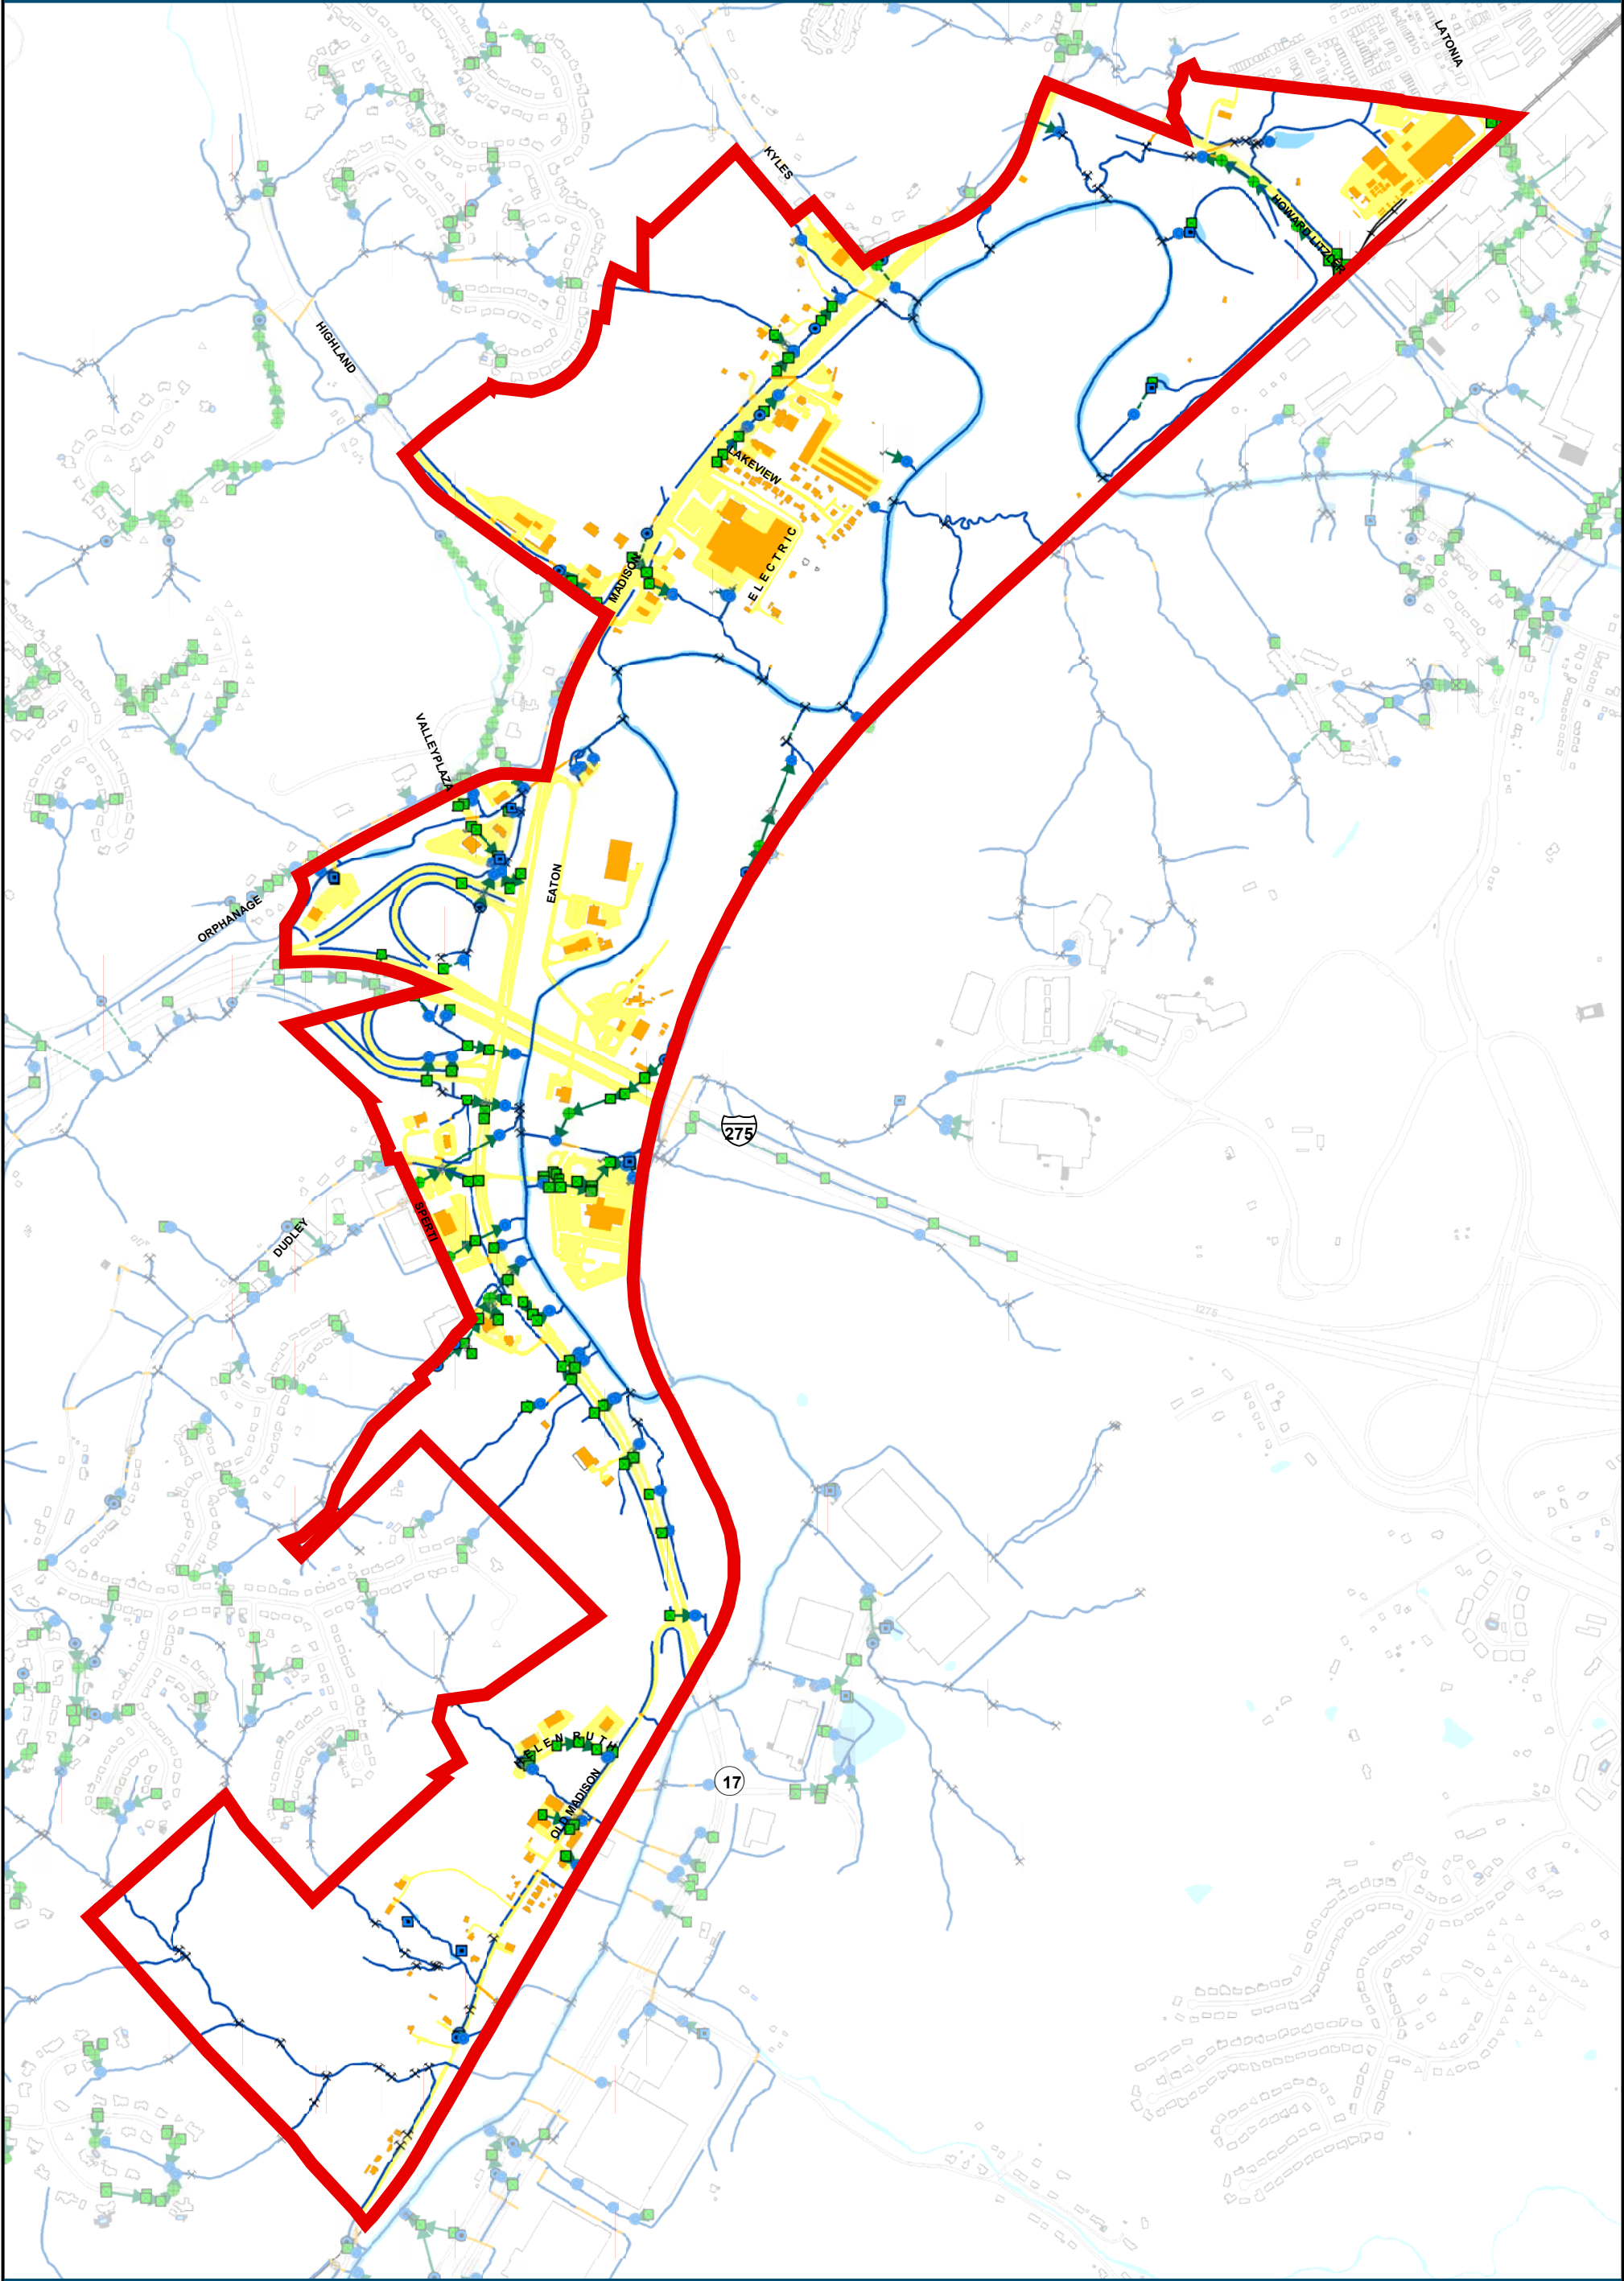 LATONIA
KYLES
HOWARD LITZLER
HIGHLAND
LAKEVIEW
ELECTRIC
MADISON
VALLEYPLAZA
EATON
ORPHANAGE
275
SPERTI
DUDLEY
I275
HELEN RUTH
17
OLD MADISON